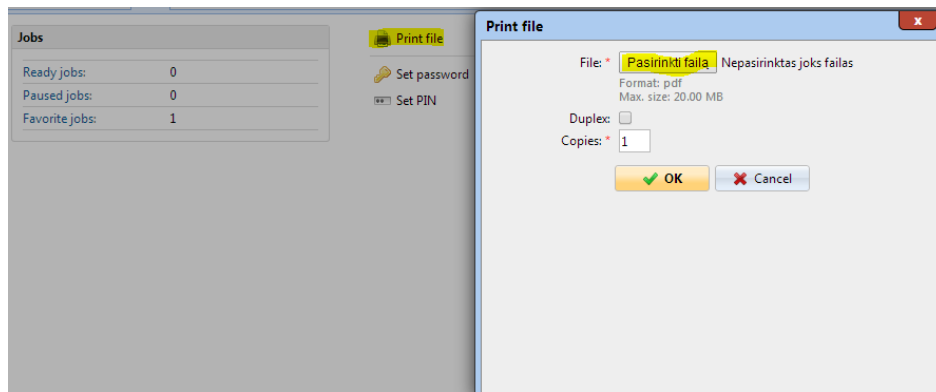 Jobs
Ready jobs: 0
Paused jobs: 0
Favorite jobs: 1
Print file
Set password
Set PIN
Print file
x
File: * Pasirinkti failą Nepasirinktas joks failas
Format: pdf
Max. size: 20.00 MB
Duplex:
Copies: * 1
OK Cancel